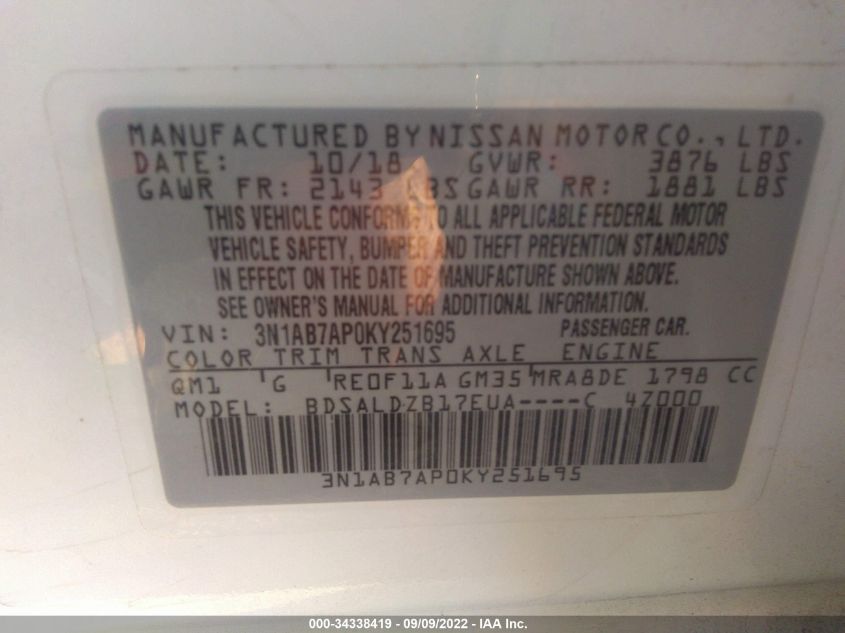 MANUFACTURED BY NISSAN MOTOR CO., LTD.
DATE: 10/18 GVWR: 3876 LBS
GAWR FR: 2143 LBS GAWR RR: 1881 LBS
THIS VEHICLE CONFORMS TO ALL APPLICABLE FEDERAL MOTOR
VEHICLE SAFETY, BUMPER AND THEFT PREVENTION STANDARDS
IN EFFECT ON THE DATE OF MANUFACTURE SHOWN ABOVE.
SEE OWNER'S MANUAL FOR ADDITIONAL INFORMATION.
VIN: 3N1AB7AP0KY251695 PASSENGER CAR.
COLOR TRIM TRANS AXLE ENGINE
QM1 G RE0F11A GM35 MRA8DE 1798 CC
MODEL: BDSALDZB17EUA----C 4Z000
3N1AB7AP0KY251695
000-34338419 - 09/09/2022 - IAA Inc.